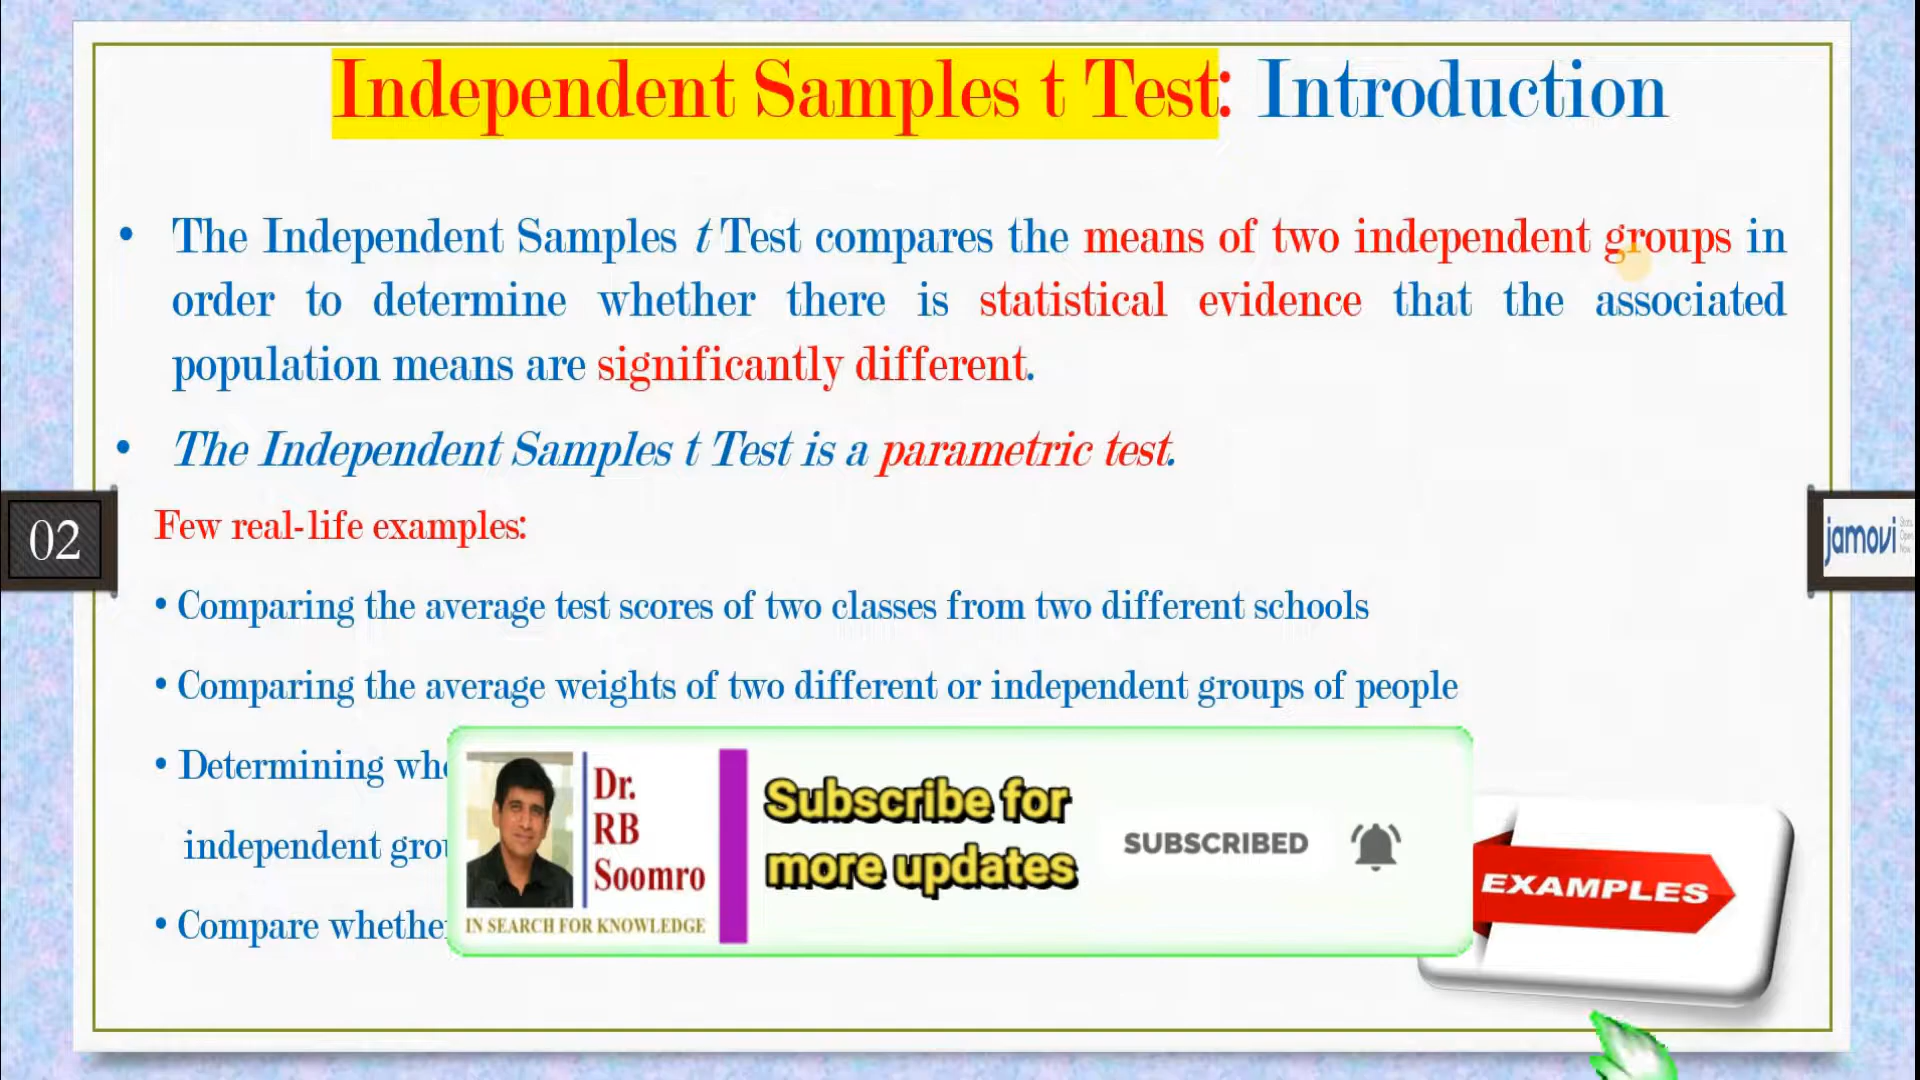 Independent Samples t Test: Introduction
• The Independent Samples t Test compares the means of two independent groups in
order to determine whether there is statistical evidence that the associated
population means are significantly different.
• The Independent Samples t Test is a parametric test.
02
jamovi
Few real-life examples:
• Comparing the average test scores of two classes from two different schools
• Comparing the average weights of two different or independent groups of people
• Determining
independent
• Compare
Dr.
RB
Soomro
IN SEARCH FOR KNOWLEDGE
Subscribe for
more updates
SUBSCRIBED
EXAMPLES